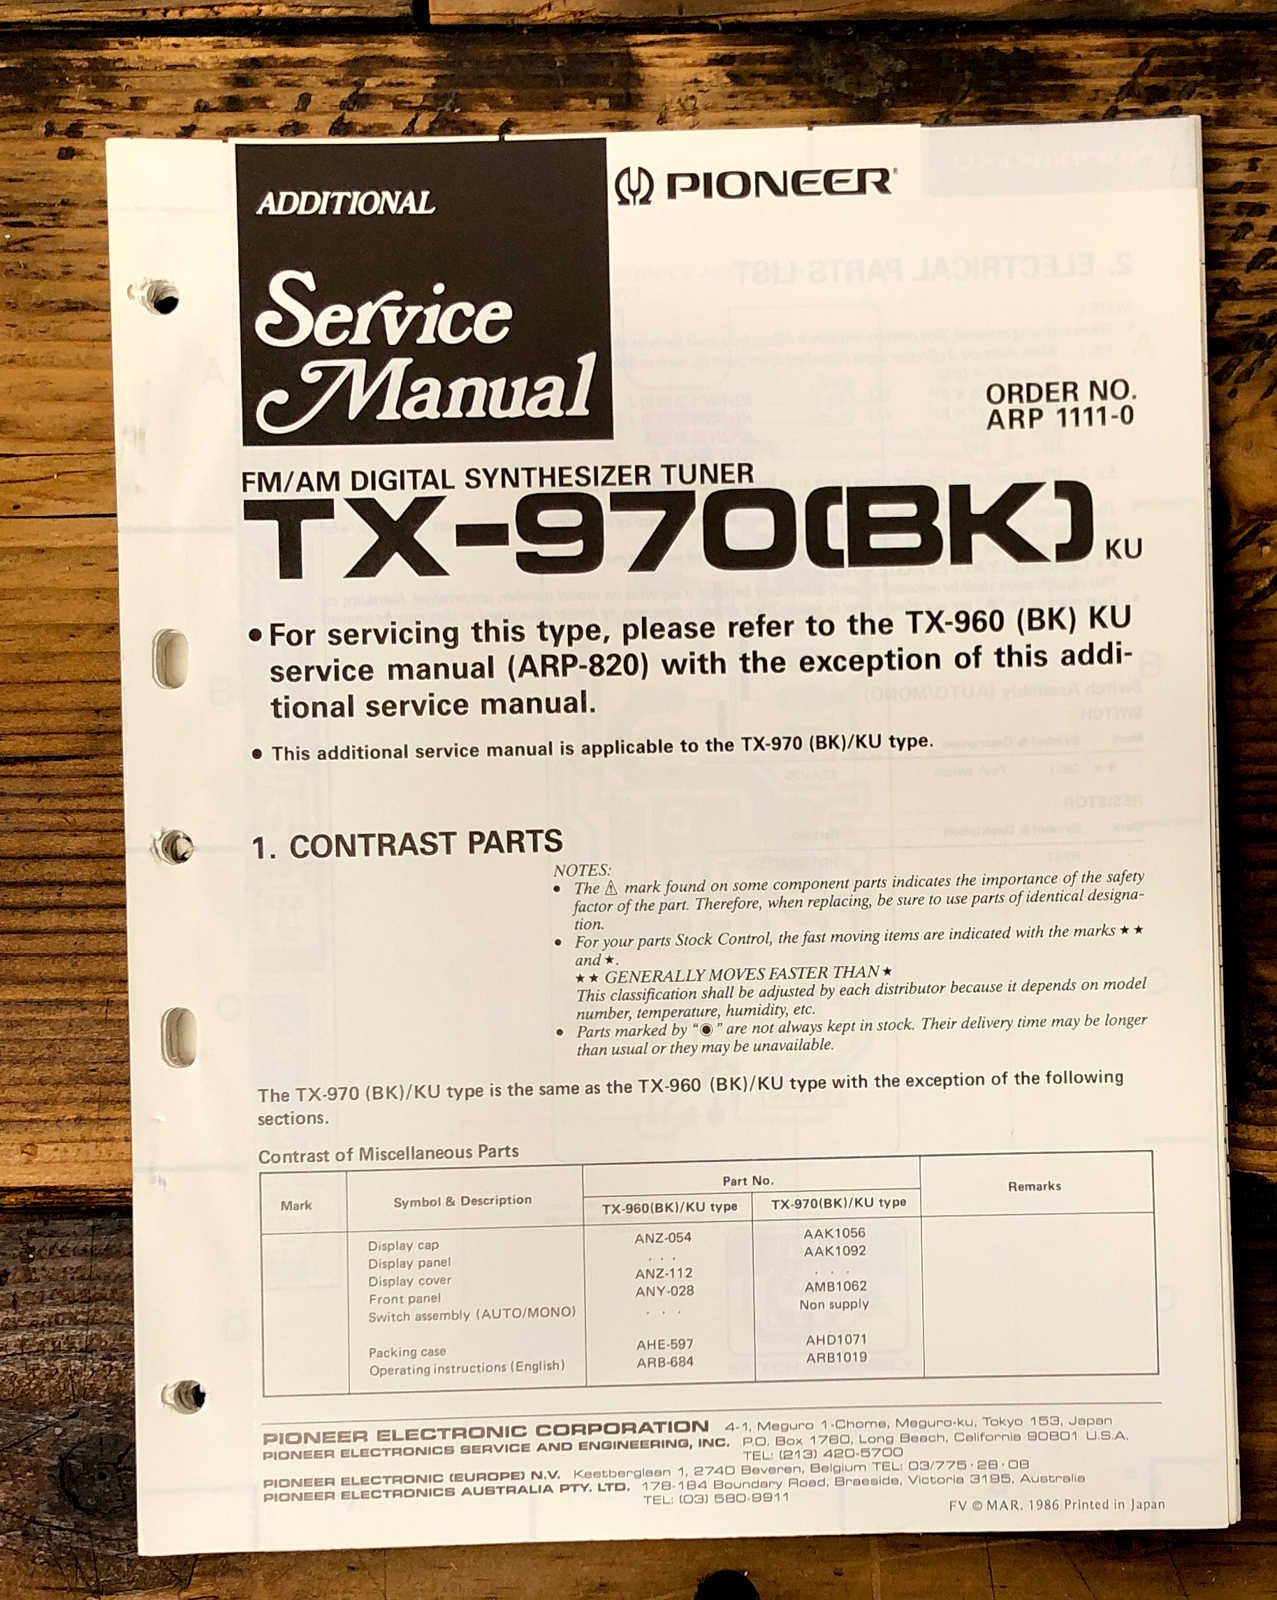 ADDITIONAL
Service
Manual
PIONEER®
ORDER NO.
ARP 1111-0
FM/AM DIGITAL SYNTHESIZER TUNER
TX-970(BK) KU
● For servicing this type, please refer to the TX-960 (BK) KU
service manual (ARP-820) with the exception of this addi-
tional service manual.
● This additional service manual is applicable to the TX-970 (BK)/KU type.
1. CONTRAST PARTS
NOTES:
● The ⚠ mark found on some component parts indicates the importance of the safety
factor of the part. Therefore, when replacing, be sure to use parts of identical designa-
tion.
● For your parts Stock Control, the fast moving items are indicated with the marks ★ ★
and ★.
★ ★ GENERALLY MOVES FASTER THAN ★
This classification shall be adjusted by each distributor because it depends on model
number, temperature, humidity, etc.
● Parts marked by “◉” are not always kept in stock. Their delivery time may be longer
than usual or they may be unavailable.
The TX-970 (BK)/KU type is the same as the TX-960 (BK)/KU type with the exception of the following
sections.
Contrast of Miscellaneous Parts
Mark Symbol & Description Part No. Remarks
TX-960(BK)/KU type TX-970(BK)/KU type
Display cap ANZ-054 AAK1056
Display panel . . . AAK1092
Display cover ANZ-112 . . .
Front panel ANY-028 AMB1062
Switch assembly (AUTO/MONO) . . . Non supply
Packing case AHE-597 AHD1071
Operating instructions (English) ARB-684 ARB1019
PIONEER ELECTRONIC CORPORATION 4-1, Meguro 1-Chome, Meguro-ku, Tokyo 153, Japan
PIONEER ELECTRONICS SERVICE AND ENGINEERING, INC. P.O. Box 1760, Long Beach, California 90801 U.S.A.
TEL: (213) 420-5700
PIONEER ELECTRONIC (EUROPE) N.V. Keetberglaan 1, 2740 Beveren, Belgium TEL: 03/775·28·08
PIONEER ELECTRONICS AUSTRALIA PTY. LTD. 178-184 Boundary Road, Braeside, Victoria 3195, Australia
TEL: (03) 580-9911
FV © MAR. 1986 Printed in Japan